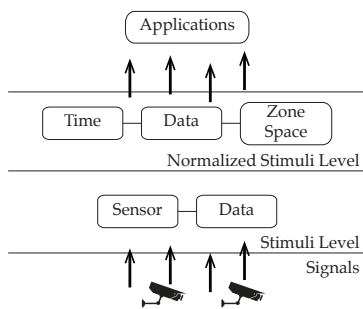 Applications
Time
Data
Zone
Space
Normalized Stimuli Level
Sensor
Data
Stimuli Level
Signals